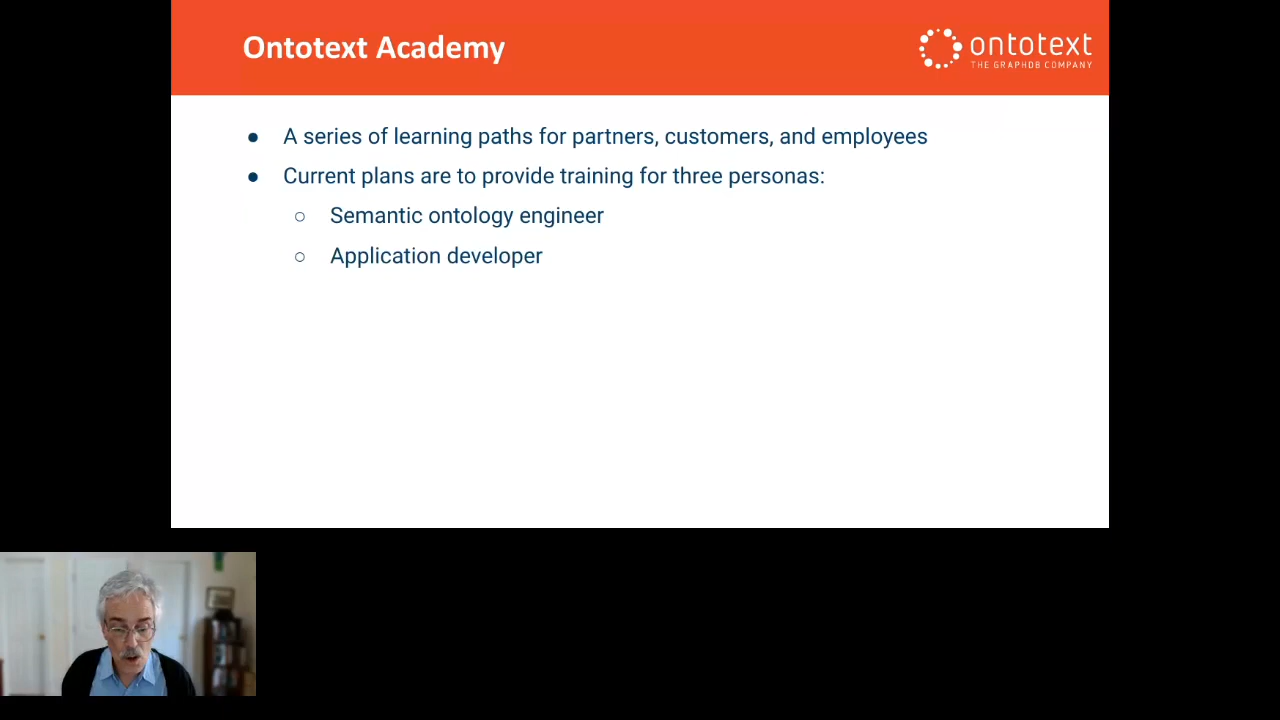 Ontotext Academy
ontotext
THE GRAPHDB COMPANY
● A series of learning paths for partners, customers, and employees
● Current plans are to provide training for three personas:
○ Semantic ontology engineer
○ Application developer